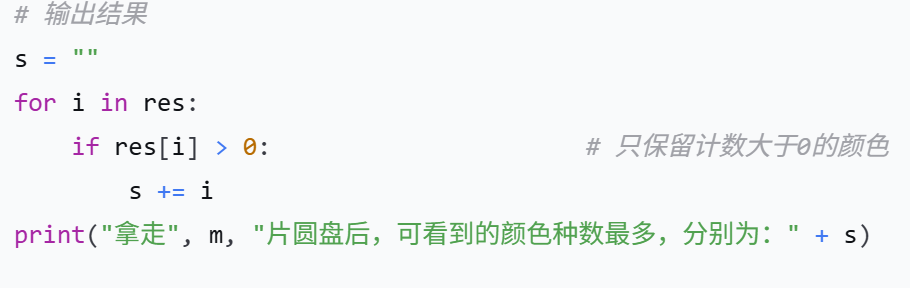 # 输出结果
s = ""
for i in res:
    if res[i] > 0:                      # 只保留计数大于0的颜色
        s += i
print("拿走", m, "片圆盘后，可看到的颜色种数最多，分别为：" + s)